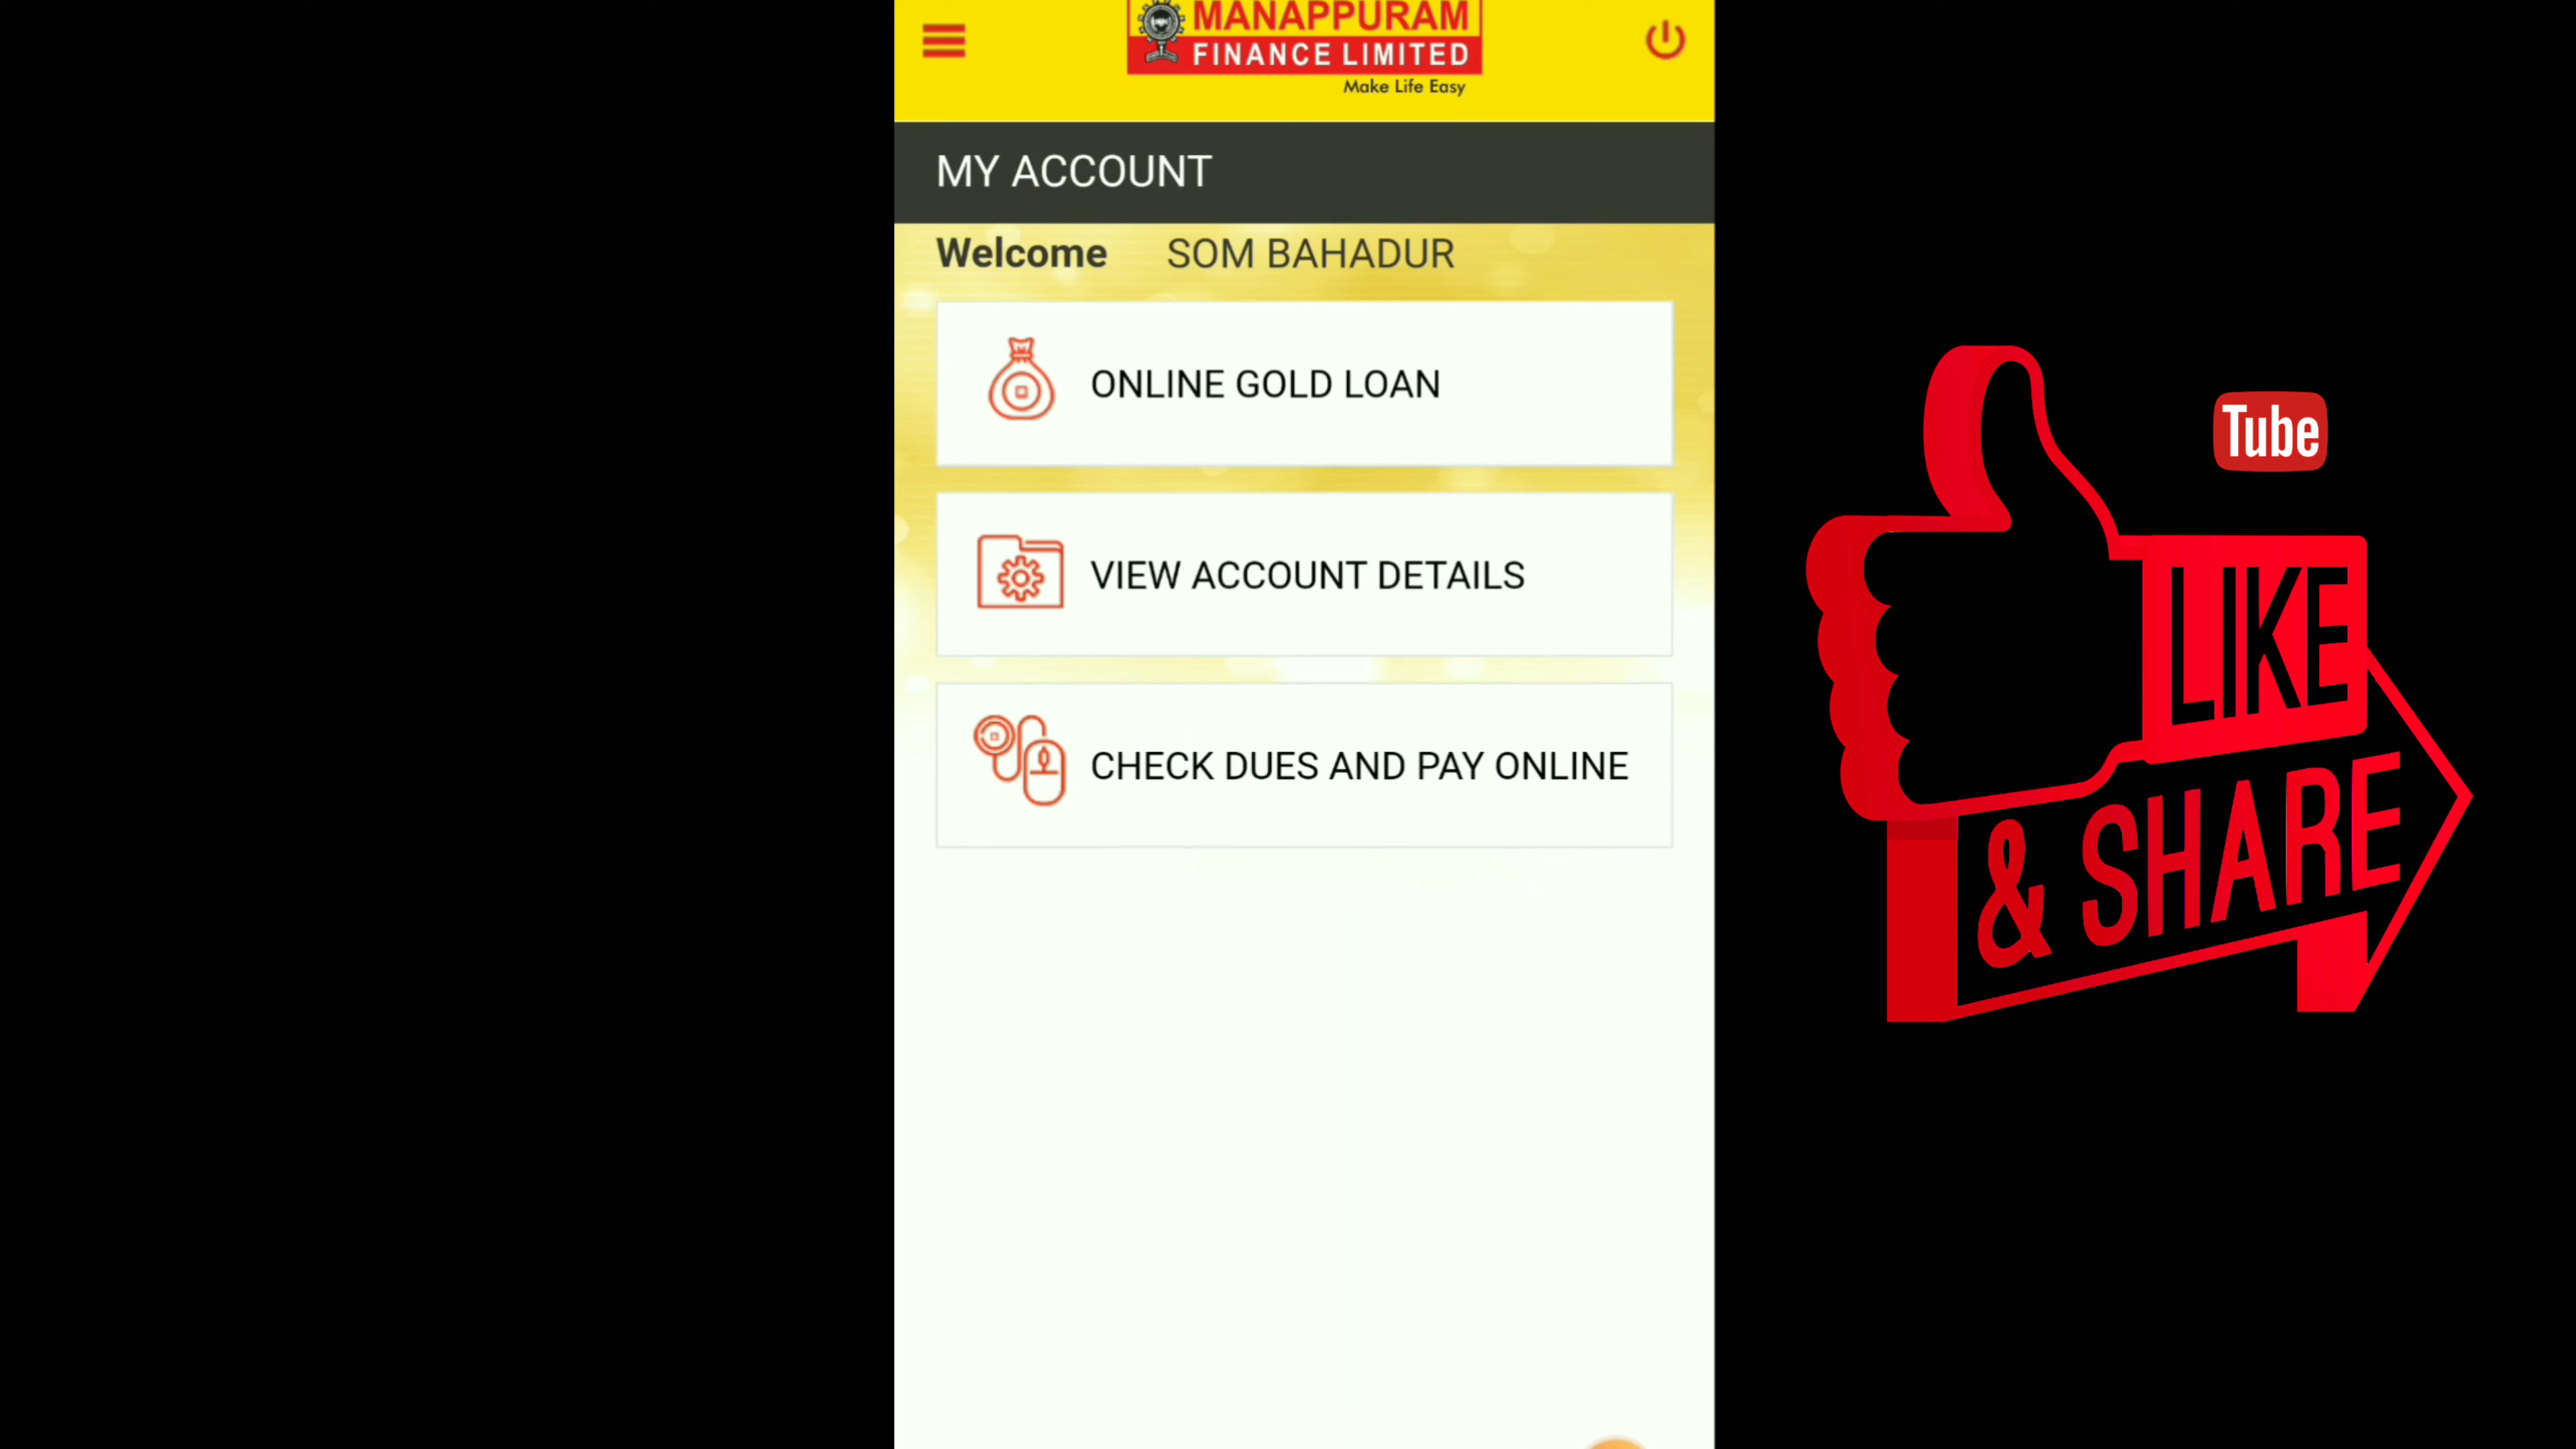 MANAPPURAM
FINANCE LIMITED
Make Life Easy
MY ACCOUNT
Welcome SOM BAHADUR
ONLINE GOLD LOAN
VIEW ACCOUNT DETAILS
CHECK DUES AND PAY ONLINE
Tube
LIKE
& SHARE